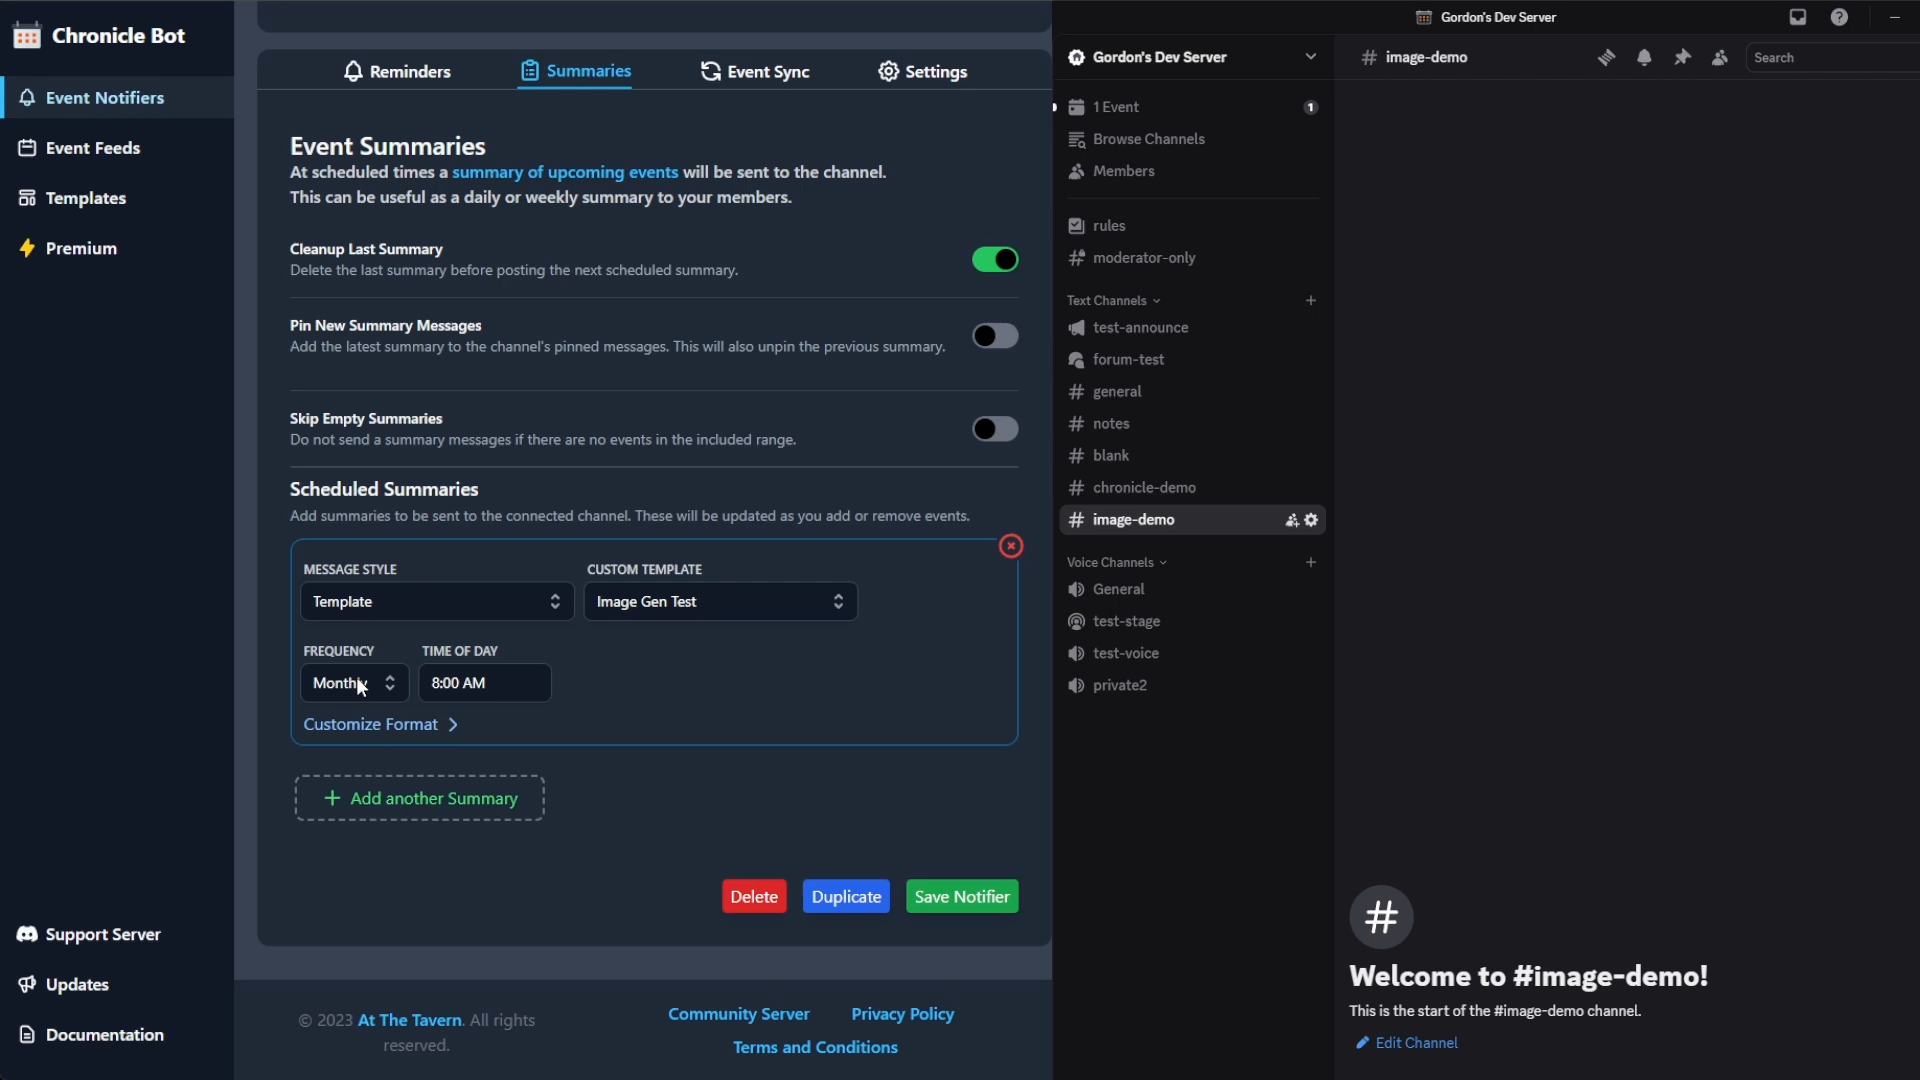 Chronicle Bot
Event Notifiers
Event Feeds
Templates
Premium
Support Server
Updates
Documentation
Reminders
Summaries
Event Sync
Settings
Event Summaries
At scheduled times a summary of upcoming events will be sent to the channel.
This can be useful as a daily or weekly summary to your members.
Cleanup Last Summary
Delete the last summary before posting the next scheduled summary.
Pin New Summary Messages
Add the latest summary to the channel's pinned messages. This will also unpin the previous summary.
Skip Empty Summaries
Do not send a summary messages if there are no events in the included range.
Scheduled Summaries
Add summaries to be sent to the connected channel. These will be updated as you add or remove events.
MESSAGE STYLE
CUSTOM TEMPLATE
Template
Image Gen Test
FREQUENCY
TIME OF DAY
Monthly
8:00 AM
Customize Format
Add another Summary
Delete
Duplicate
Save Notifier
© 2023 At The Tavern. All rights
reserved.
Community Server
Privacy Policy
Terms and Conditions
Gordon's Dev Server
Gordon's Dev Server
1 Event
1
Browse Channels
Members
rules
moderator-only
Text Channels
test-announce
forum-test
general
notes
blank
chronicle-demo
image-demo
Voice Channels
General
test-stage
test-voice
private2
image-demo
Search
Welcome to #image-demo!
This is the start of the #image-demo channel.
Edit Channel